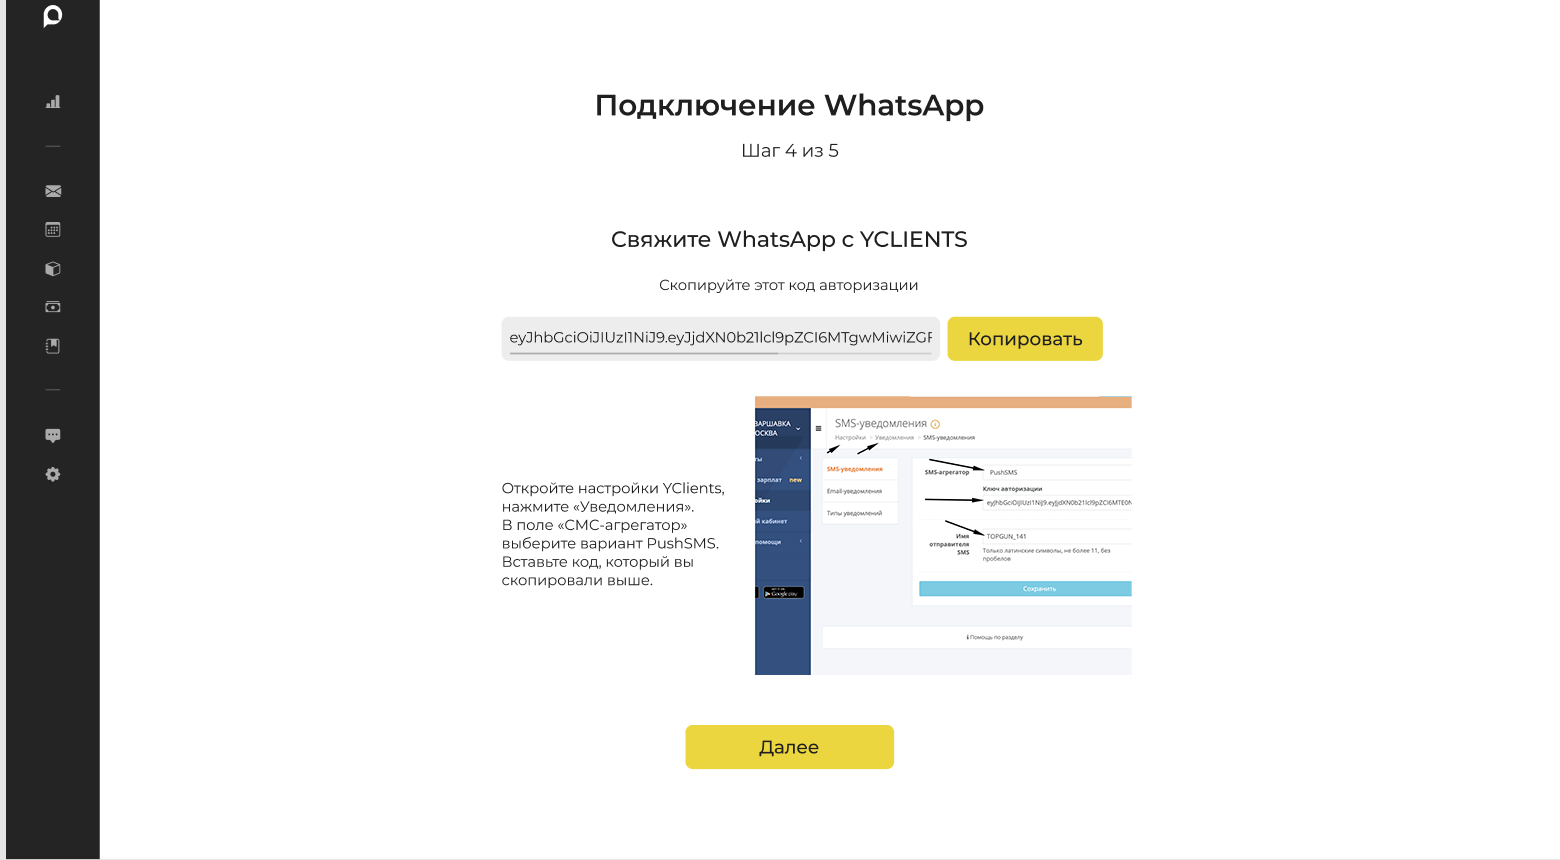 Подключение WhatsApp
Шаг 4 из 5
Свяжите WhatsApp с YCLIENTS
Скопируйте этот код авторизации
eyJhbGciOiJIUzI1NiJ9.eyJjdXN0b21lcl9pZCI6MTgwMiwiZGF
Копировать
Откройте настройки YClients,
нажмите «Уведомления».
В поле «СМС-агрегатор»
выберите вариант PushSMS.
Вставьте код, который вы
скопировали выше.
ВАРШАВКА
ОСКВА
ты
зарплат new
ойки
й кабинет
помощи
Google play
SMS-уведомления
Настройки > Уведомления > SMS-уведомления
SMS-уведомления
Email-уведомления
Типы уведомлений
SMS-агрегатор
PushSMS
Ключ авторизации
eyJhbGciOiJIUzI1NiJ9.eyJjdXN0b21lcl9pZCI6MTE0N
Имя
отправителя
SMS
TOPGUN_141
Только латинские символы, не более 11, без
пробелов
Сохранить
Помощь по разделу
Далее